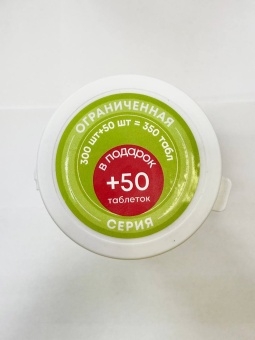 ОГРАНИЧЕННАЯ
300 шт+50 шт = 350 табл
в подарок
+50
таблеток
СЕРИЯ